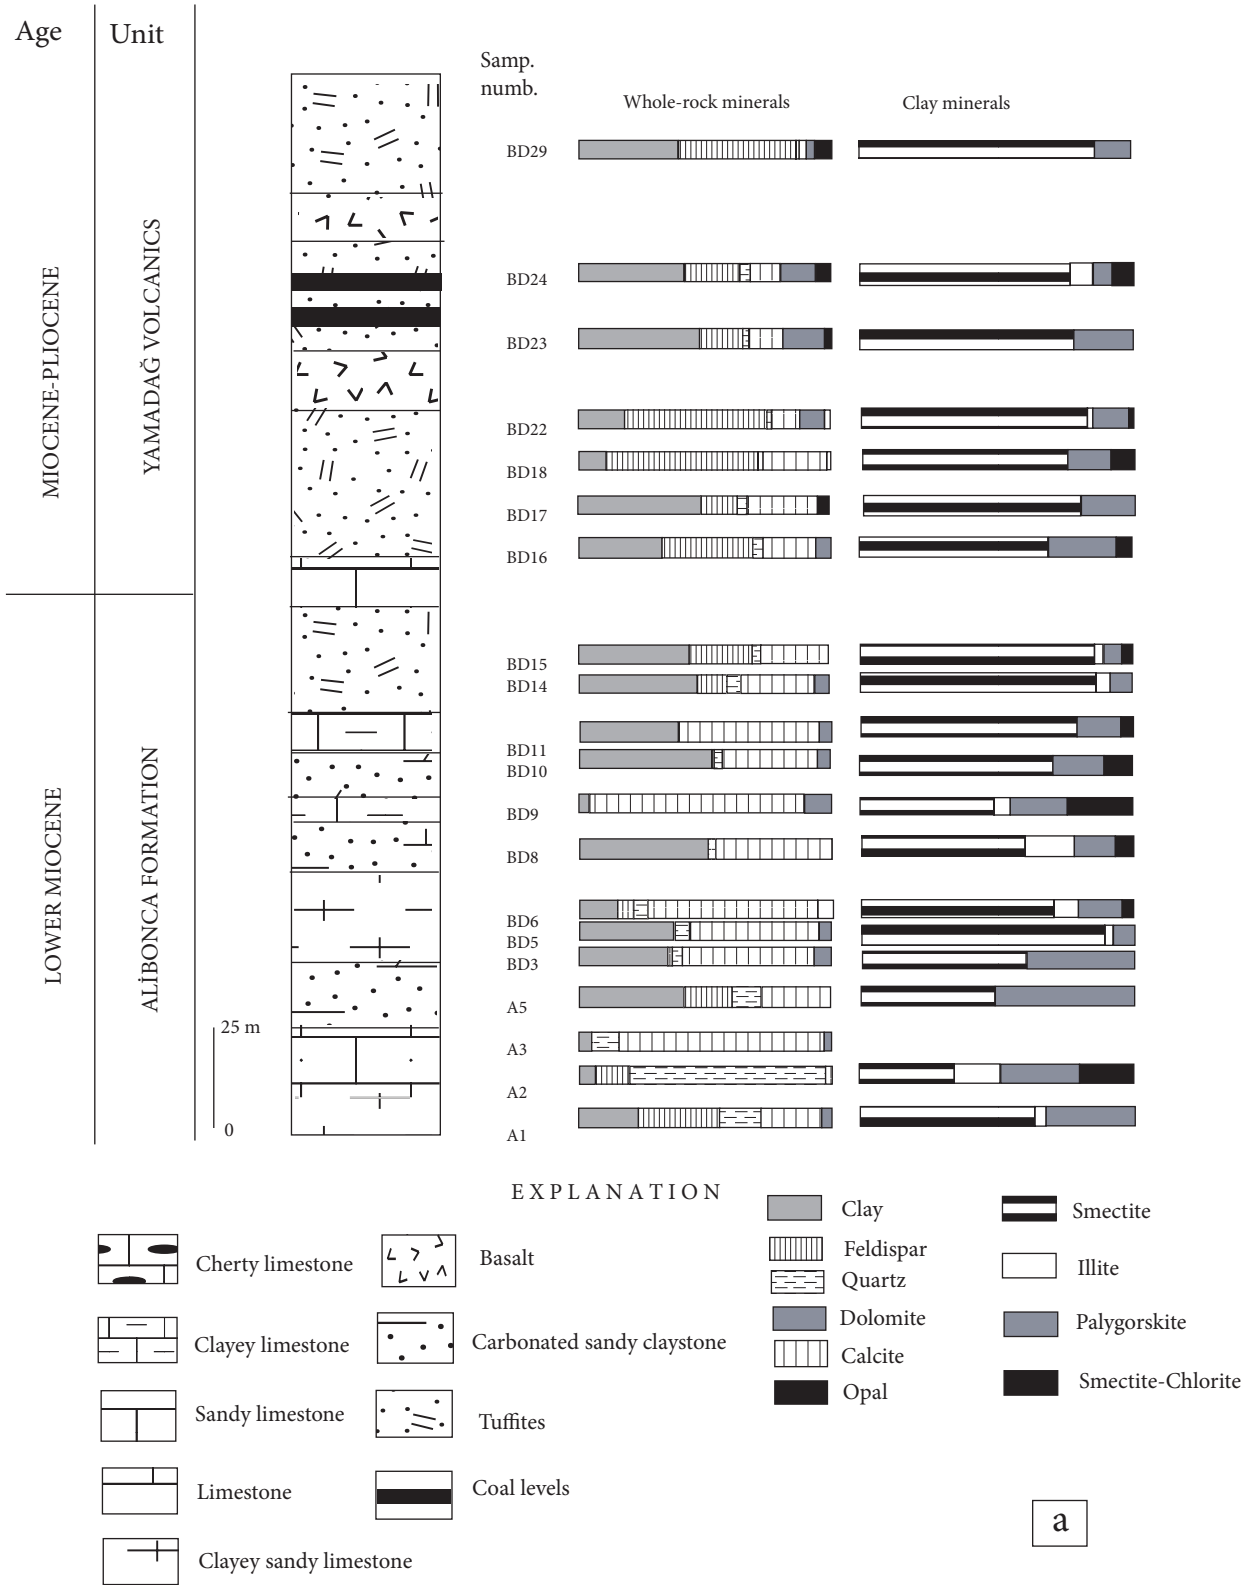 Age
Unit
Samp.
numb.
Whole-rock minerals
Clay minerals
MIOCENE-PLIOCENE
YAMADAĞ VOLCANICS
LOWER MIOCENE
ALİBONCA FORMATION
BD29
BD24
BD23
BD22
BD18
BD17
BD16
BD15
BD14
BD11
BD10
BD9
BD8
BD6
BD5
BD3
A5
A3
A2
A1
25 m
0
EXPLANATION
Cherty limestone
Clayey limestone
Sandy limestone
Limestone
Clayey sandy limestone
Basalt
Carbonated sandy claystone
Tuffites
Coal levels
Clay
Feldispar
Quartz
Dolomite
Calcite
Opal
Smectite
Illite
Palygorskite
Smectite-Chlorite
a